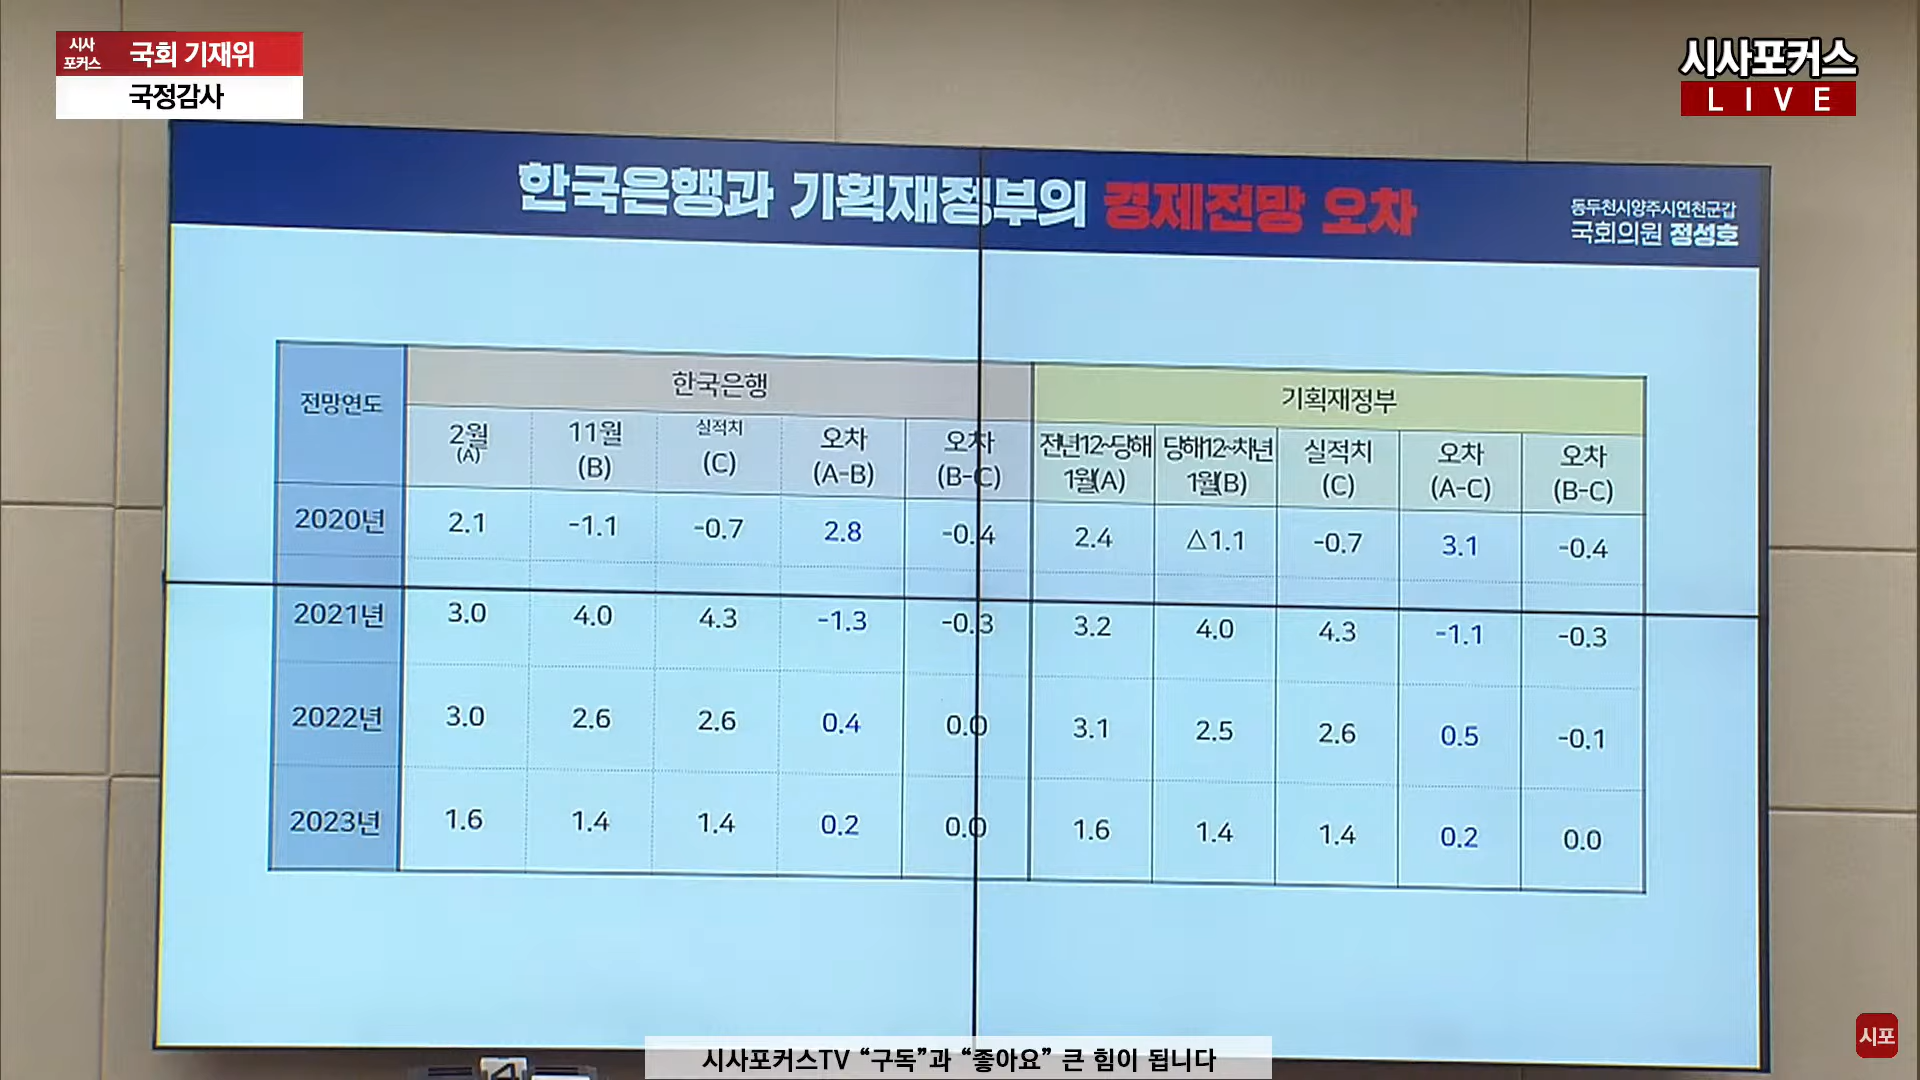 시사
포커스
국회 기재위
국정감사
시사포커스
LIVE
한국은행과 기획재정부의 경제전망 오차
동두천시양주시연천군갑
국회의원 정성호
전망연도 한국은행 기획재정부
2월 (A) 11월 (B) 실적치 (C) 오차 (A-B) 오차 (B-C) 전년12~당해 1월(A) 당해12~차년 1월(B) 실적치 (C) 오차 (A-C) 오차 (B-C)
2020년 2.1 -1.1 -0.7 2.8 -0.4 2.4 △1.1 -0.7 3.1 -0.4
2021년 3.0 4.0 4.3 -1.3 -0.3 3.2 4.0 4.3 -1.1 -0.3
2022년 3.0 2.6 2.6 0.4 0.0 3.1 2.5 2.6 0.5 -0.1
2023년 1.6 1.4 1.4 0.2 0.0 1.6 1.4 1.4 0.2 0.0
시포
시사포커스TV “구독”과 “좋아요” 큰 힘이 됩니다